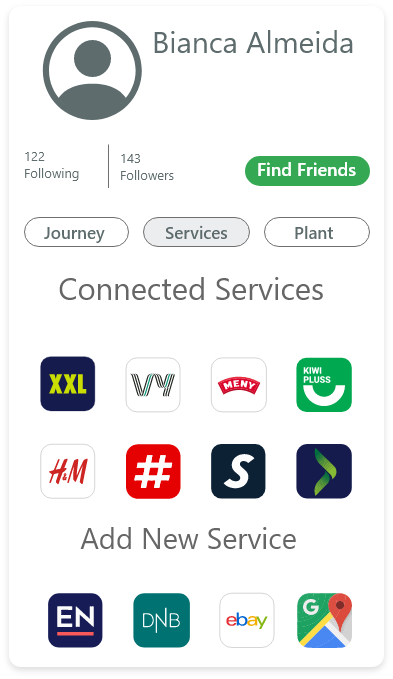 Bianca Almeida
122
Following
143
Followers
Find Friends
Journey
Services
Plant
Connected Services
XXL
VY
MENY
KIWI
PLUSS
H&M
#
S
Add New Service
EN
DNB
ebay
G